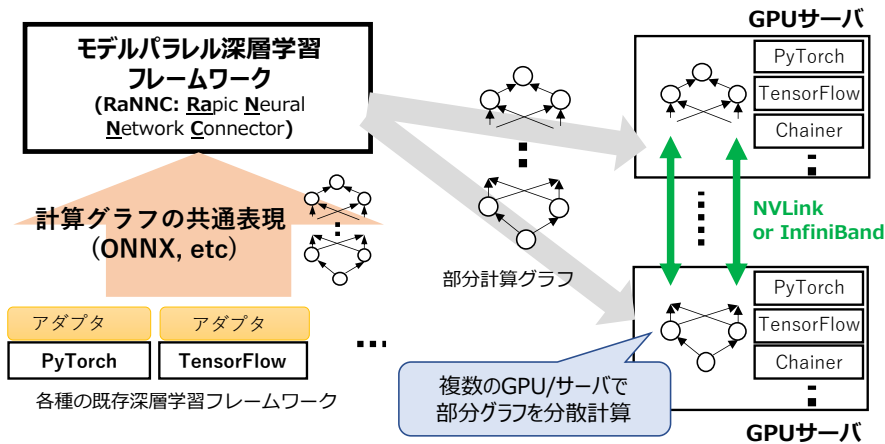 モデルパラレル深層学習
フレームワーク
(RaNNC: Rapic Neural
Network Connector)
計算グラフの共通表現
(ONNX, etc)
アダプタ
アダプタ
PyTorch
TensorFlow
...
各種の既存深層学習フレームワーク
部分計算グラフ
GPUサーバ
PyTorch
TensorFlow
Chainer
NVLink
or InfiniBand
PyTorch
TensorFlow
Chainer
GPUサーバ
複数のGPU/サーバで
部分グラフを分散計算